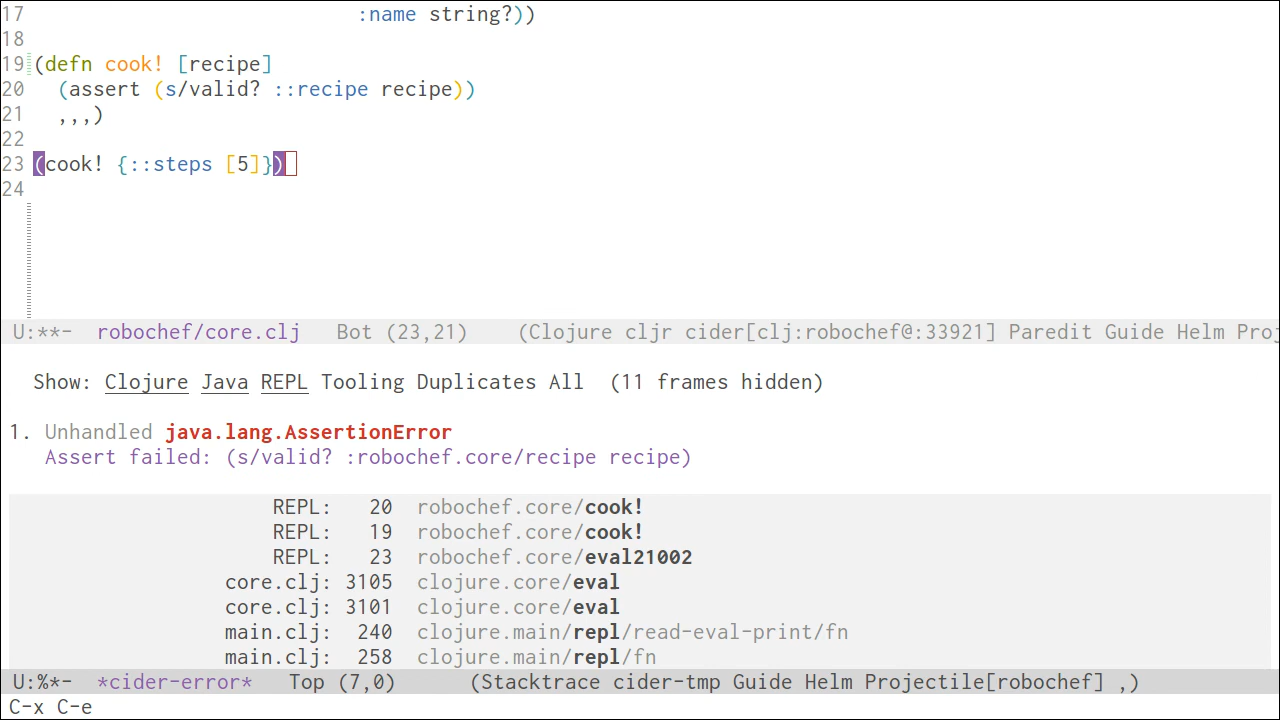 17                           :name string?))
18
19 (defn cook! [recipe]
20   (assert (s/valid? ::recipe recipe))
21   ,,,)
22
23 (cook! {::steps [5]})
24
U:**-  robochef/core.clj   Bot (23,21)    (Clojure cljr cider[clj:robochef@:33921] Paredit Guide Helm Proj
Show: Clojure Java REPL Tooling Duplicates All  (11 frames hidden)
1. Unhandled java.lang.AssertionError
   Assert failed: (s/valid? :robochef.core/recipe recipe)
REPL:   20  robochef.core/cook!
REPL:   19  robochef.core/cook!
REPL:   23  robochef.core/eval21002
core.clj: 3105  clojure.core/eval
core.clj: 3101  clojure.core/eval
main.clj:  240  clojure.main/repl/read-eval-print/fn
main.clj:  258  clojure.main/repl/fn
U:%*-  *cider-error*   Top (7,0)      (Stacktrace cider-tmp Guide Helm Projectile[robochef] ,)
C-x C-e